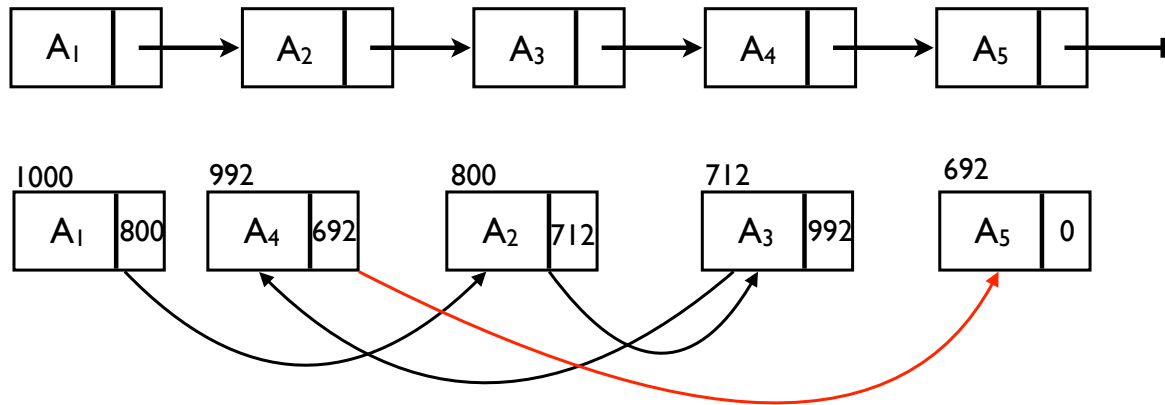 A₁ A₂ A₃ A₄ A₅
1000 992 800 712 692
A₁ 800 A₄ 692 A₂ 712 A₃ 992 A₅ 0